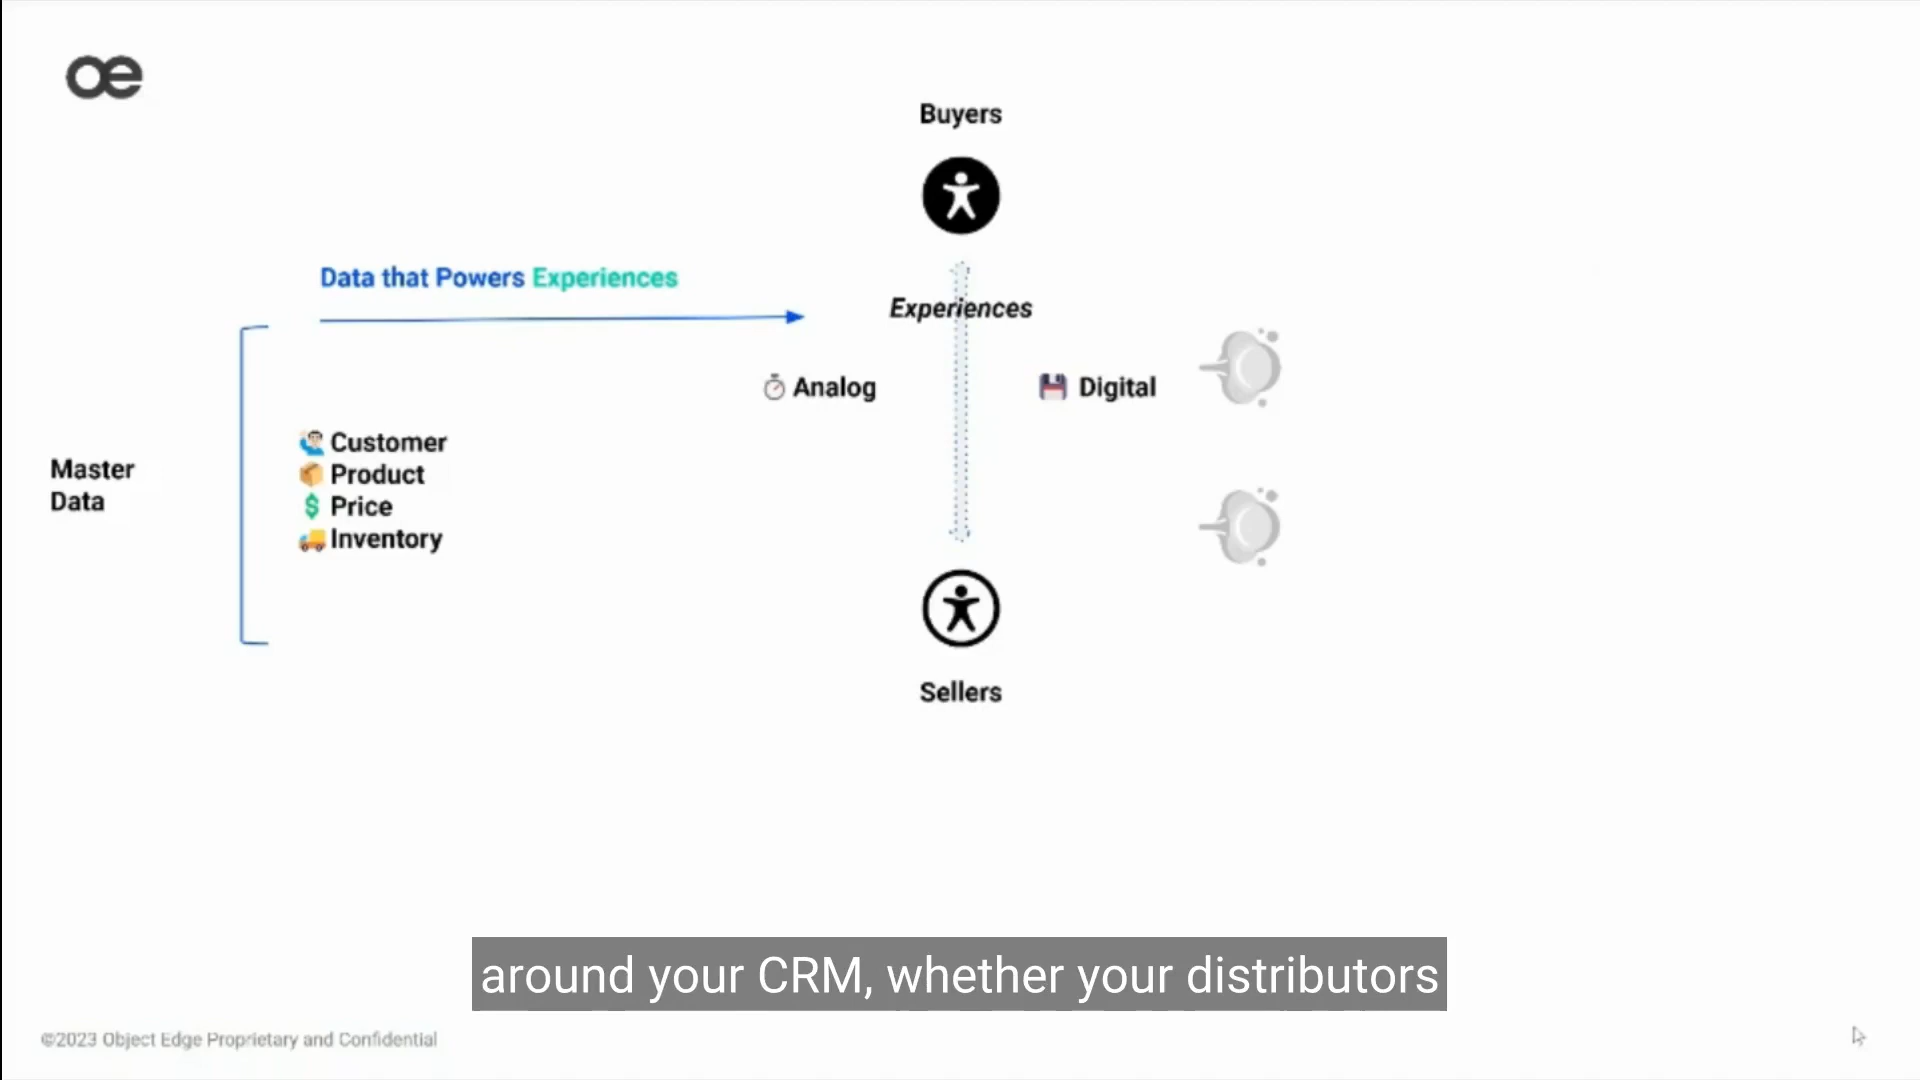 oe
Buyers
Data that Powers Experiences
Experiences
Analog
Digital
Customer
Product
Price
Inventory
Master
Data
Sellers
around your CRM, whether your distributors
©2023 Object Edge Proprietary and Confidential